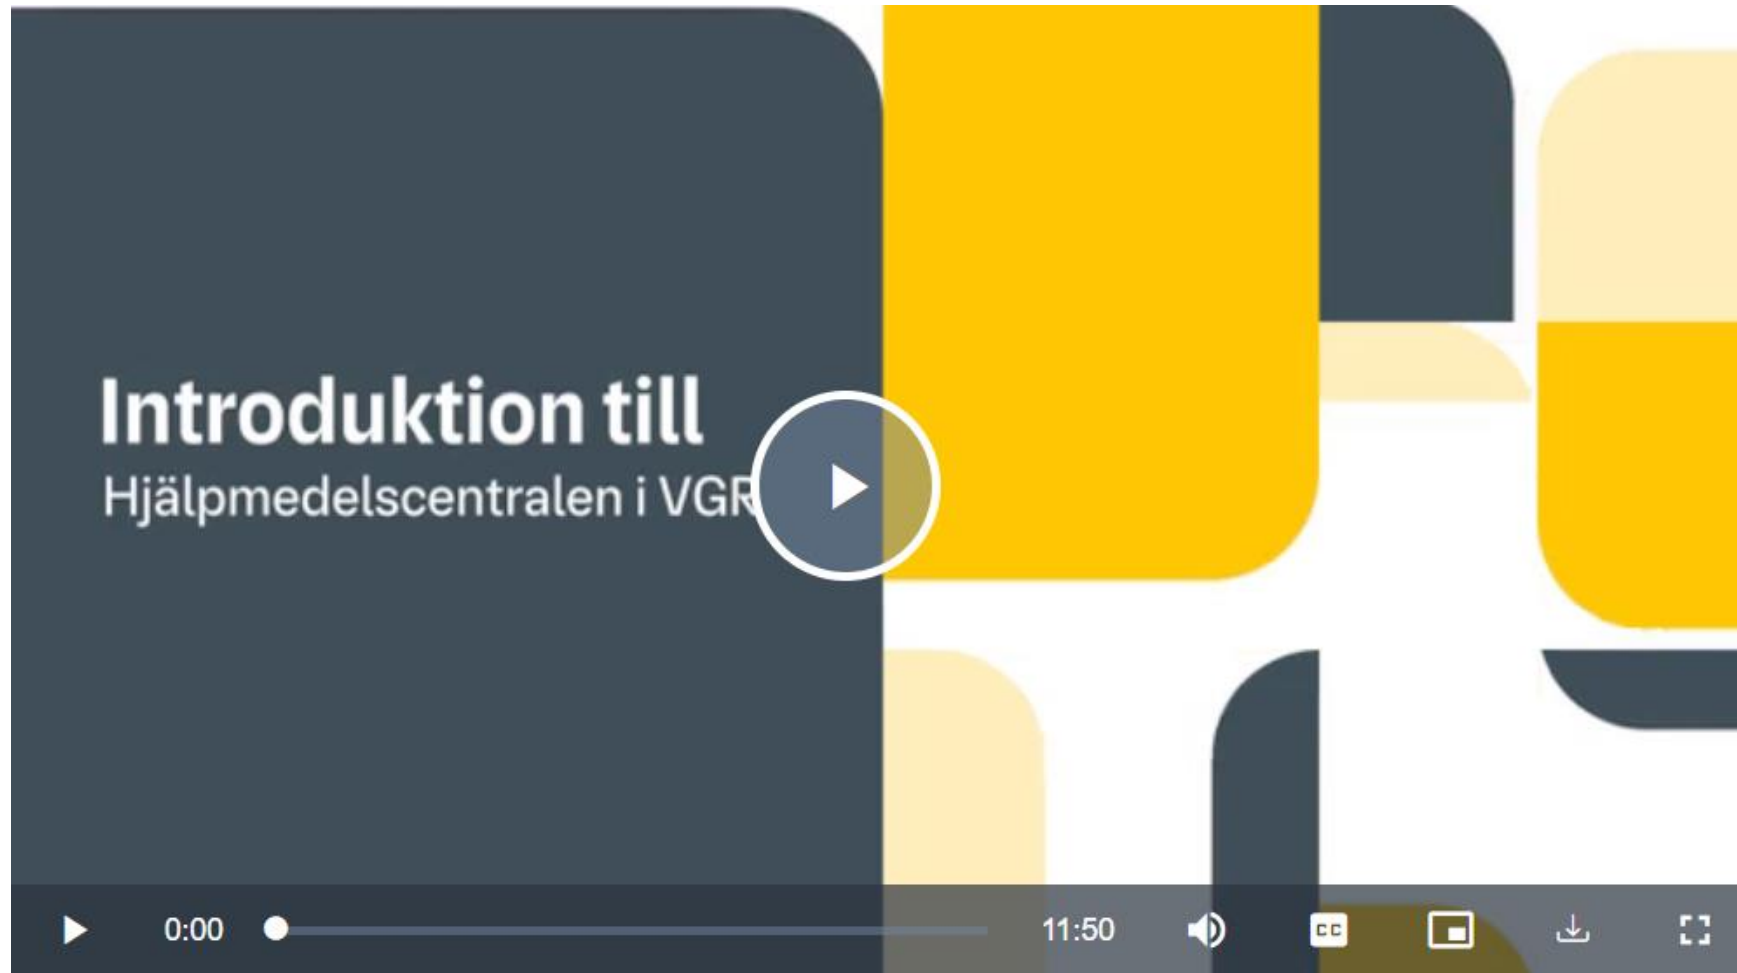 Introduktion till
Hjälpmedelscentralen i VGR
0:00
11:50
CC